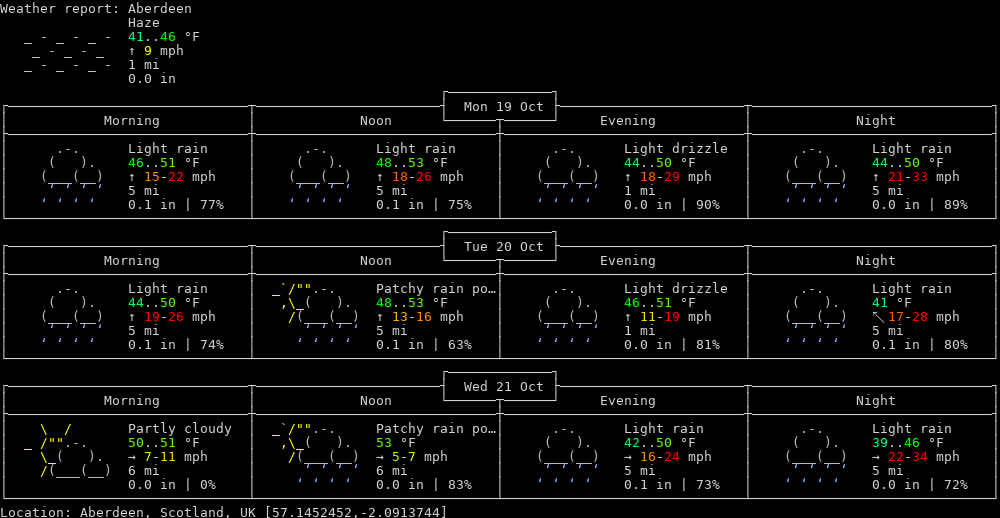 Weather report: Aberdeen
Haze
41..46 °F
↑ 9 mph
1 mi
0.0 in
Mon 19 Oct
Morning Noon Evening Night
Light rain Light rain Light drizzle Light rain
46..51 °F 48..53 °F 44..50 °F 44..50 °F
↑ 15-22 mph ↑ 18-26 mph ↑ 18-29 mph ↑ 21-33 mph
5 mi 5 mi 1 mi 5 mi
0.1 in | 77% 0.1 in | 75% 0.0 in | 90% 0.0 in | 89%
Tue 20 Oct
Morning Noon Evening Night
Light rain Patchy rain po… Light drizzle Light rain
44..50 °F 48..53 °F 46..51 °F 41 °F
↑ 19-26 mph ↑ 13-16 mph ↑ 11-19 mph ↖ 17-28 mph
5 mi 5 mi 1 mi 5 mi
0.1 in | 74% 0.1 in | 63% 0.0 in | 81% 0.1 in | 80%
Wed 21 Oct
Morning Noon Evening Night
Partly cloudy Patchy rain po… Light rain Light rain
50..51 °F 53 °F 42..50 °F 39..46 °F
→ 7-11 mph → 5-7 mph → 16-24 mph → 22-34 mph
6 mi 6 mi 5 mi 5 mi
0.0 in | 0% 0.0 in | 83% 0.1 in | 73% 0.0 in | 72%
Location: Aberdeen, Scotland, UK [57.1452452,-2.0913744]